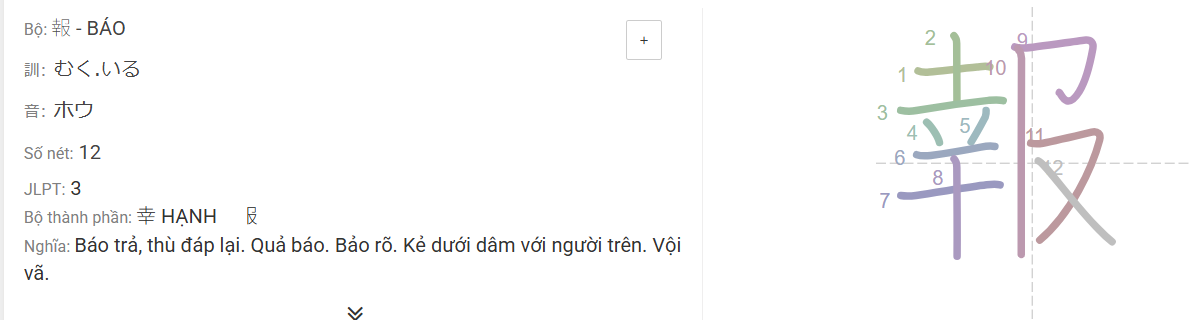 Bộ: 報 - BÁO
+
訓: むく.いる
音: ホウ
Số nét: 12
JLPT: 3
Bộ thành phần: 幸 HẠNH 𠬝
Nghĩa: Báo trả, thù đáp lại. Quả báo. Bảo rõ. Kẻ dưới dâm với người trên. Vội
vã.
報
1
2
3
4
5
6
7
8
9
10
11
12